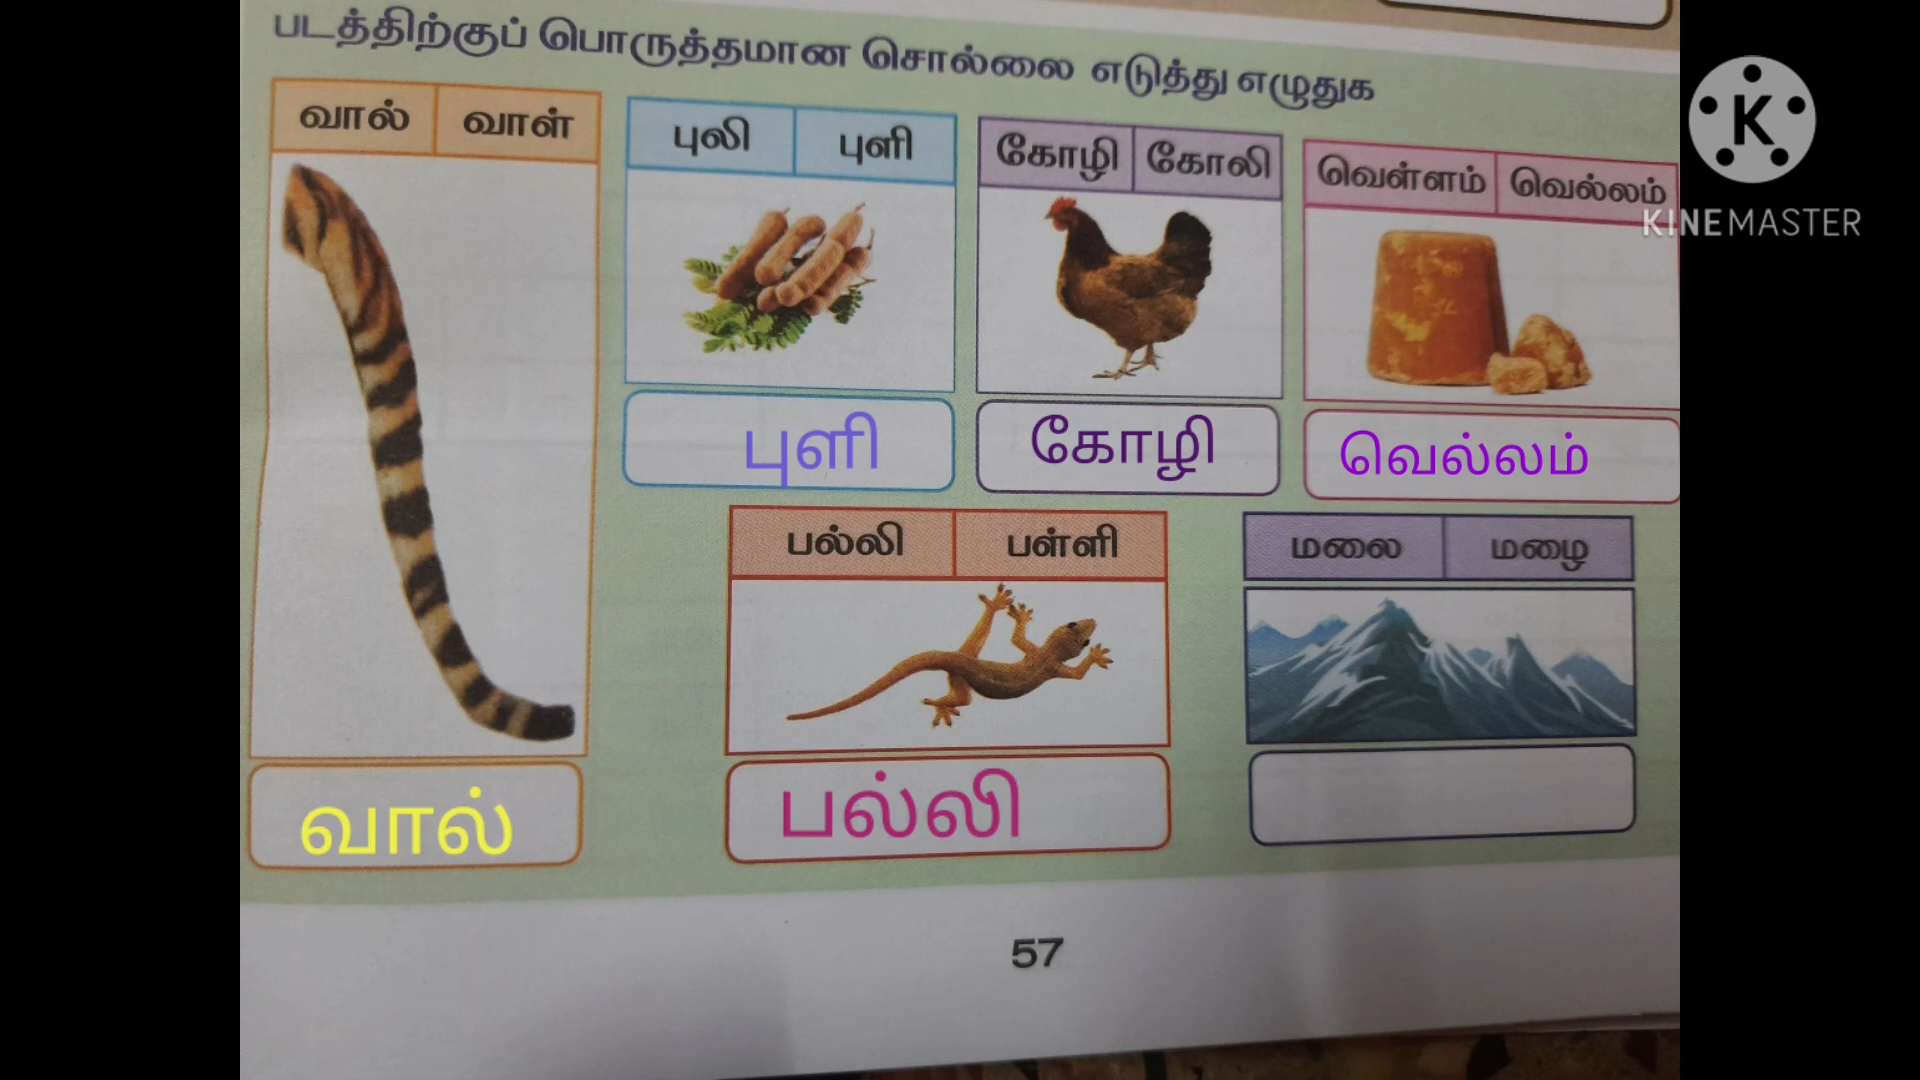 படத்திற்குப் பொருத்தமான சொல்லை எடுத்து எழுதுக
வால் வாள்
புலி புளி
கோழி கோலி
வெள்ளம் வெல்லம்
K
KINEMASTER
புளி
கோழி
வெல்லம்
பல்லி பள்ளி
மலை மழை
வால்
பல்லி
57